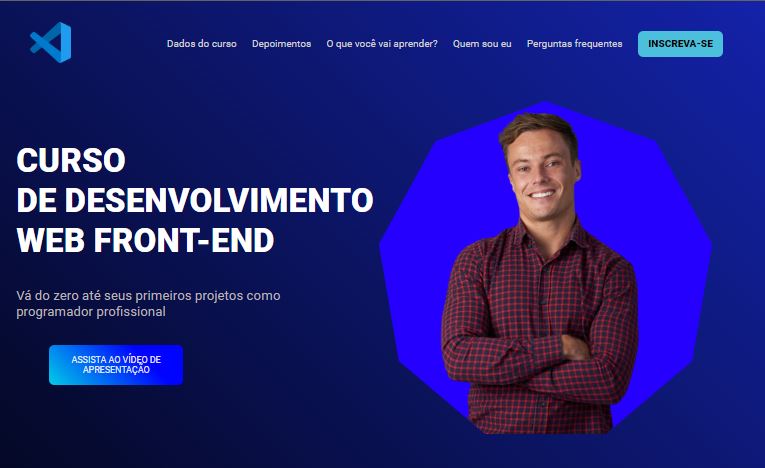 Dados do curso
Depoimentos
O que você vai aprender?
Quem sou eu
Perguntas frequentes
INSCREVA-SE
CURSO
DE DESENVOLVIMENTO
WEB FRONT-END
Vá do zero até seus primeiros projetos como
programador profissional
ASSISTA AO VÍDEO DE
APRESENTAÇÃO